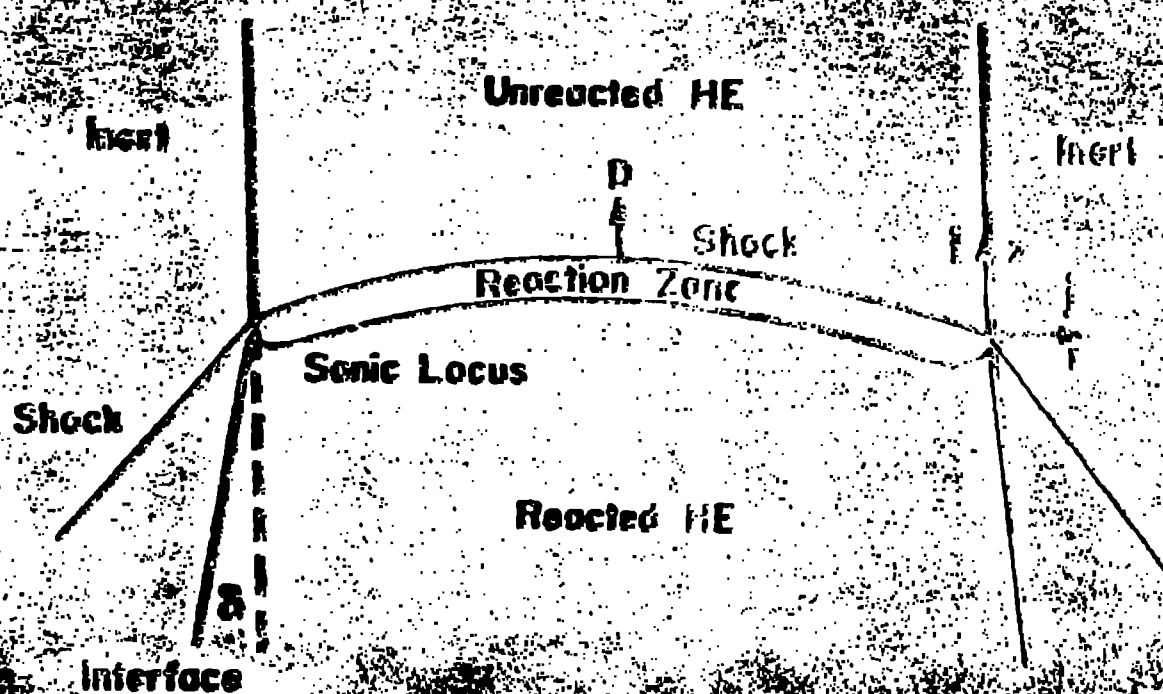 Unreacted HE
Inert
Inert
D
Shock
Reaction Zone
Sonic Locus
Shock
Reacted HE
Interface